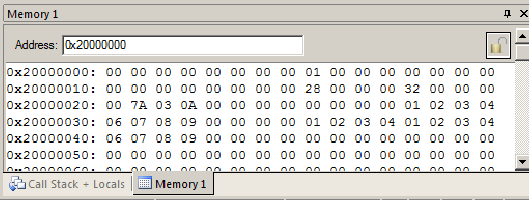 Memory 1
Address: 0x20000000
0x20000000: 00 00 00 00 00 00 00 00 01 00 00 00 00 00 00 00
0x20000010: 00 00 00 00 00 00 00 00 28 00 00 00 32 00 00 00
0x20000020: 00 7A 03 0A 00 00 00 00 00 00 00 00 01 02 03 04
0x20000030: 06 07 08 09 00 00 00 00 01 02 03 04 01 02 03 04
0x20000040: 06 07 08 09 00 00 00 00 00 00 00 00 00 00 00 00
0x20000050: 00 00 00 00 00 00 00 00 00 00 00 00 00 00 00 00
Call Stack + Locals
Memory 1